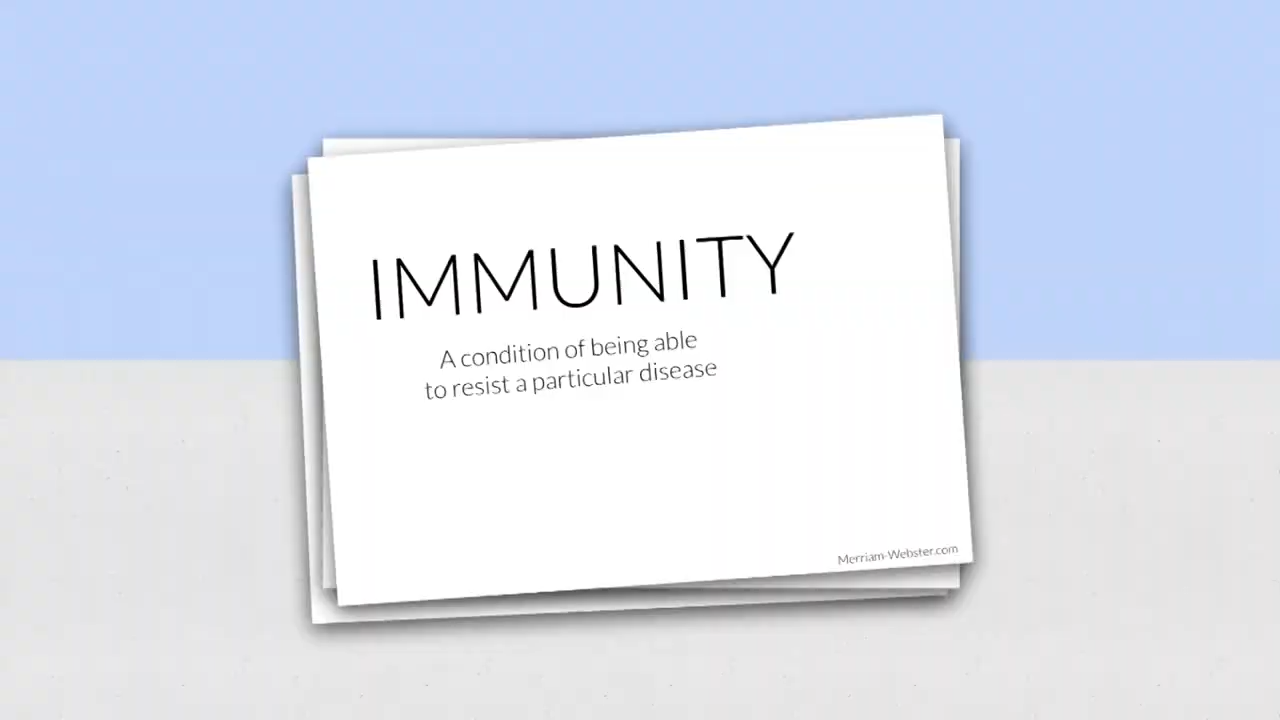 IMMUNITY
A condition of being able
to resist a particular disease
Merriam-Webster.com